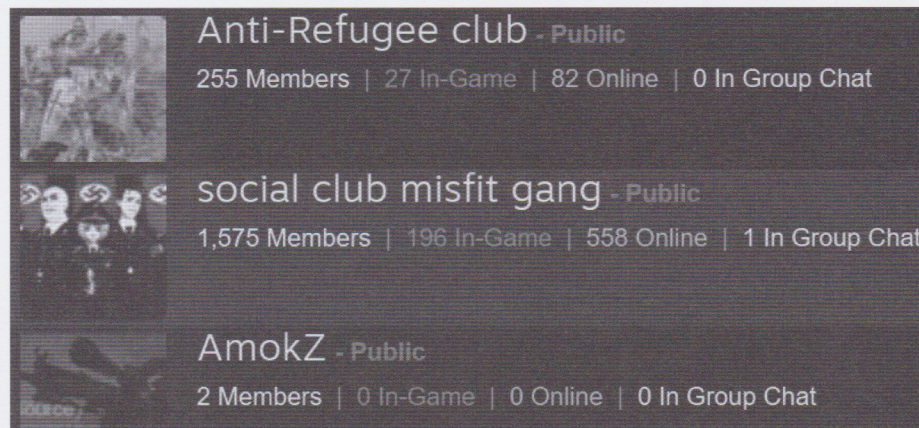 Anti-Refugee club - Public
255 Members | 27 In-Game | 82 Online | 0 In Group Chat
social club misfit gang - Public
1,575 Members | 196 In-Game | 558 Online | 1 In Group Chat
AmokZ - Public
2 Members | 0 In-Game | 0 Online | 0 In Group Chat